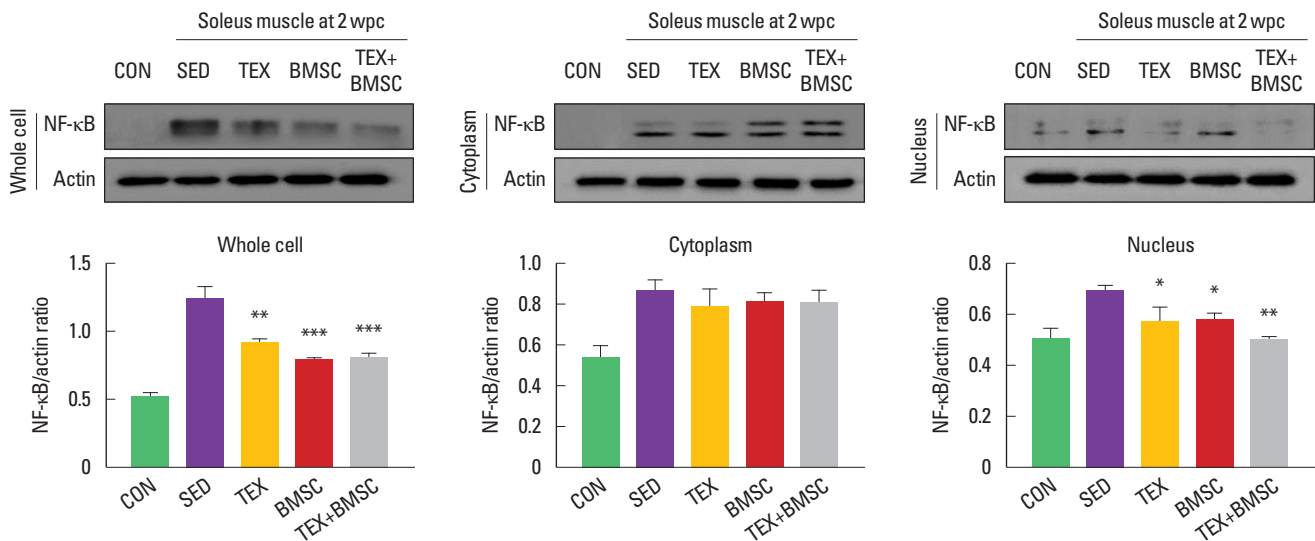 Soleus muscle at 2 wpc
CON SED TEX BMSC TEX+
BMSC
Whole cell
NF-κB
Actin
Soleus muscle at 2 wpc
CON SED TEX BMSC TEX+
BMSC
Cytoplasm
NF-κB
Actin
Soleus muscle at 2 wpc
CON SED TEX BMSC TEX+
BMSC
Nucleus
NF-κB
Actin
Whole cell
NF-κB/actin ratio
1.5
1.0
0.5
0
** *** ***
CON SED TEX BMSC TEX+BMSC
Cytoplasm
NF-κB/actin ratio
1.0
0.8
0.6
0.4
0.2
0
CON SED TEX BMSC TEX+BMSC
Nucleus
NF-κB/actin ratio
0.8
0.6
0.4
0.2
0
* * **
CON SED TEX BMSC TEX+BMSC